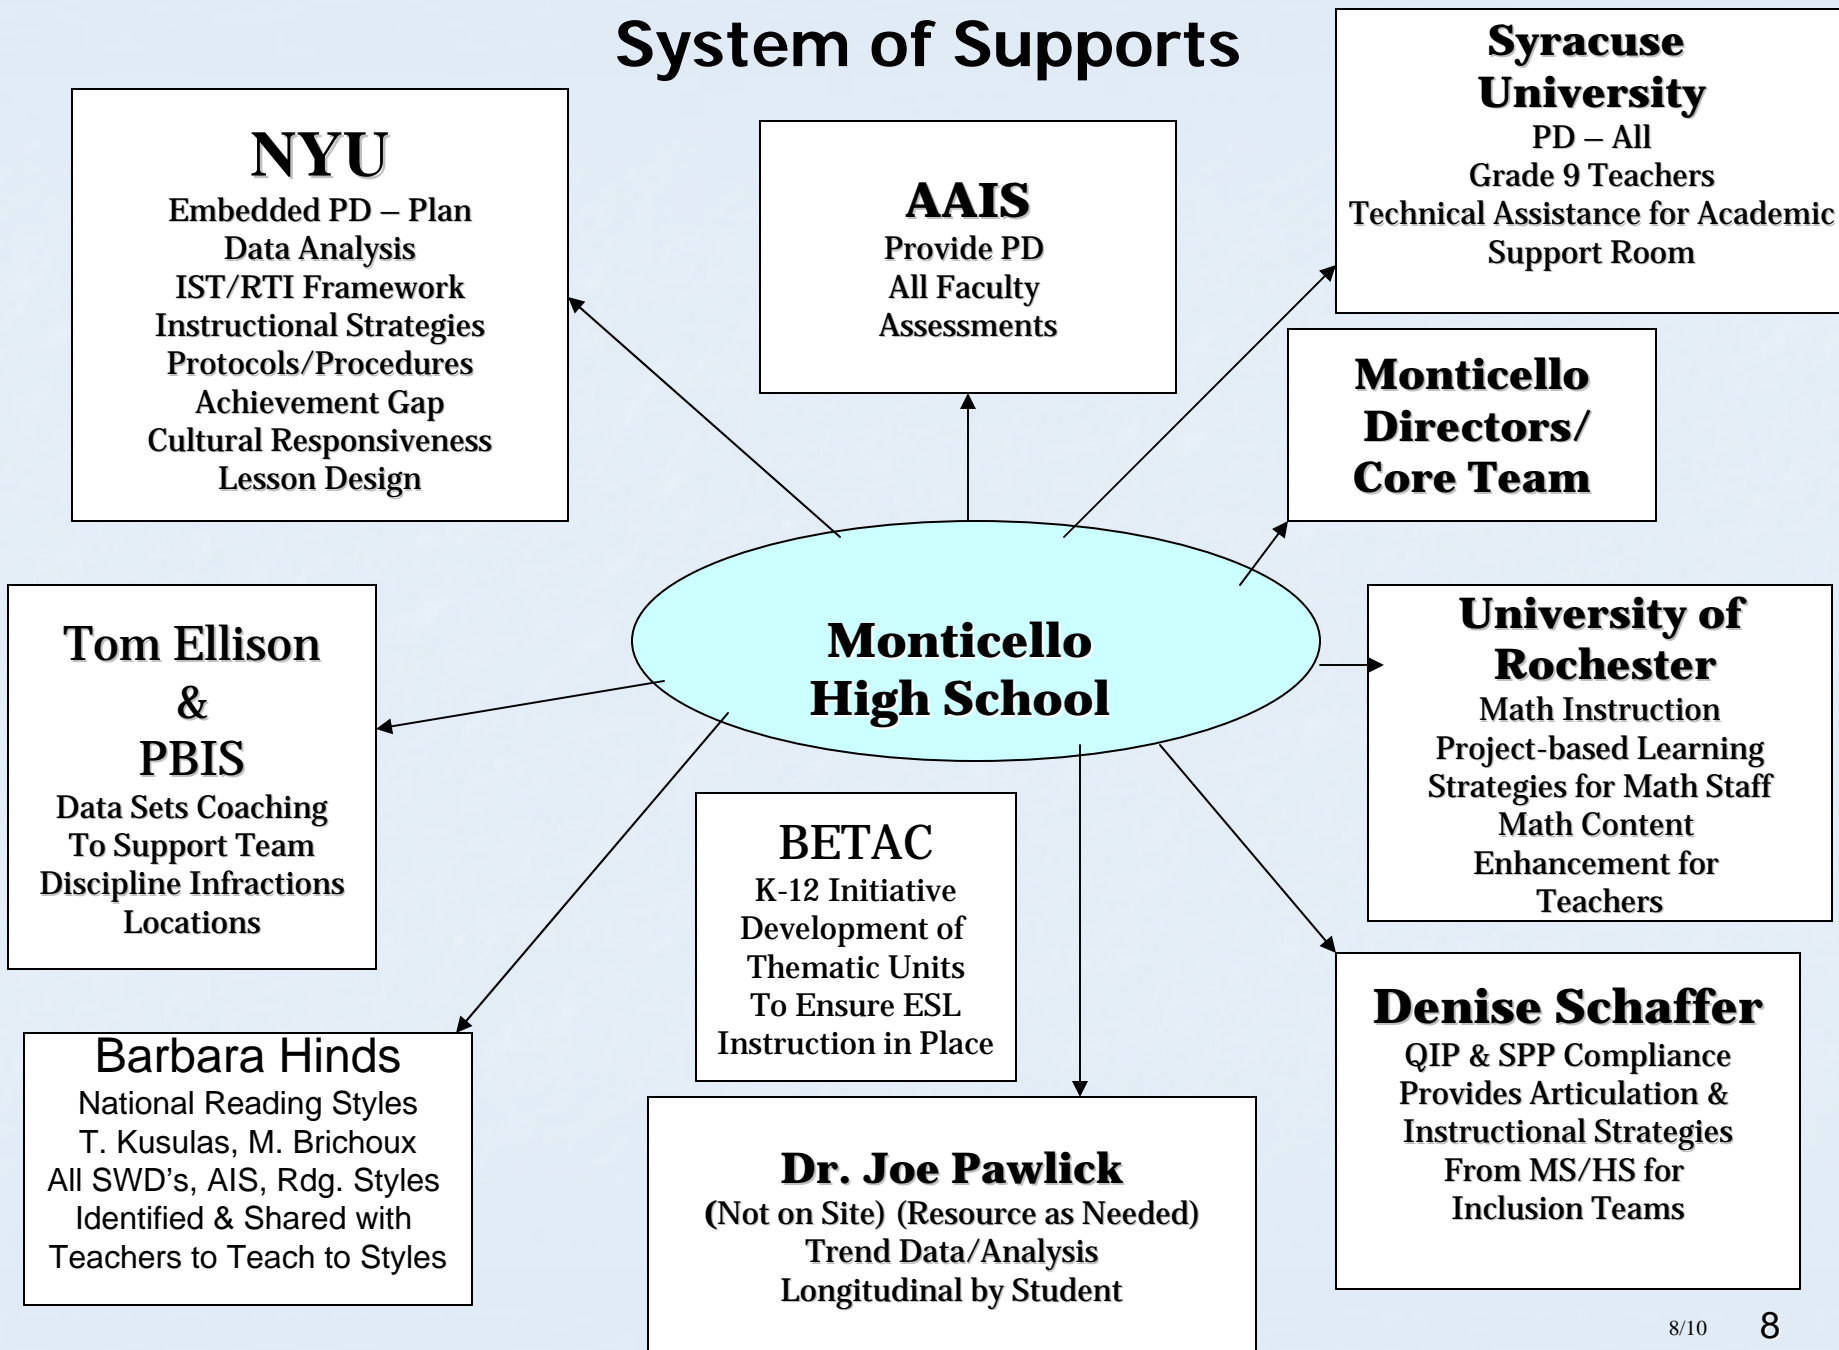 System of Supports
NYU
Embedded PD – Plan
Data Analysis
IST/RTI Framework
Instructional Strategies
Protocols/Procedures
Achievement Gap
Cultural Responsiveness
Lesson Design
AAIS
Provide PD
All Faculty
Assessments
Syracuse
University
PD – All
Grade 9 Teachers
Technical Assistance for Academic
Support Room
Monticello
Directors/
Core Team
Monticello
High School
Tom Ellison
&
PBIS
Data Sets Coaching
To Support Team
Discipline Infractions
Locations
University of
Rochester
Math Instruction
Project-based Learning
Strategies for Math Staff
Math Content
Enhancement for
Teachers
BETAC
K-12 Initiative
Development of
Thematic Units
To Ensure ESL
Instruction in Place
Barbara Hinds
National Reading Styles
T. Kusulas, M. Brichoux
All SWD's, AIS, Rdg. Styles
Identified & Shared with
Teachers to Teach to Styles
Dr. Joe Pawlick
(Not on Site) (Resource as Needed)
Trend Data/Analysis
Longitudinal by Student
Denise Schaffer
QIP & SPP Compliance
Provides Articulation &
Instructional Strategies
From MS/HS for
Inclusion Teams
8/10
8